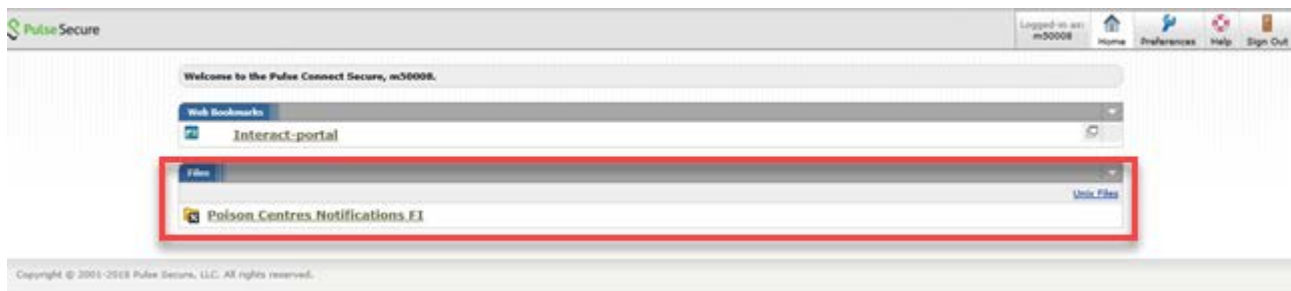 Pulse Secure
Logged-in as:
m50008
Home
Preferences
Help
Sign Out
Welcome to the Pulse Connect Secure, m50008.
Web Bookmarks
Interact-portal
Files
Unix Files
Poison Centres Notifications FI
Copyright © 2001-2018 Pulse Secure, LLC. All rights reserved.